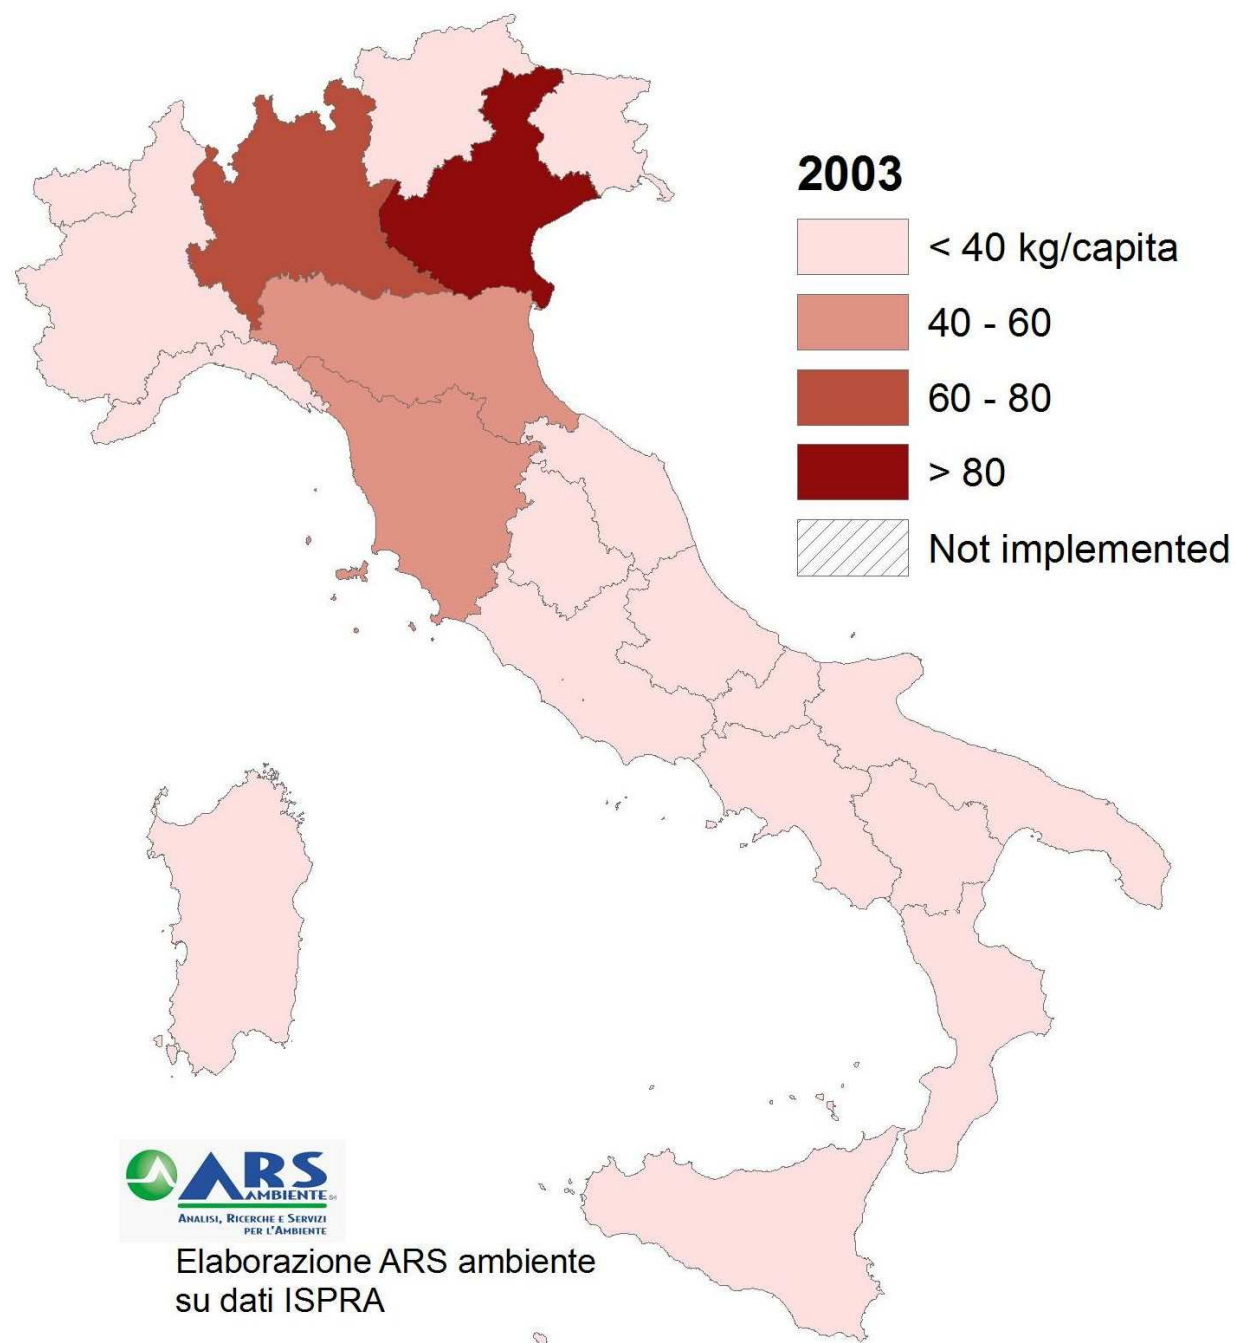 2003
< 40 kg/capita
40 - 60
60 - 80
> 80
Not implemented
ARS
AMBIENTE Srl
ANALISI, RICERCHE E SERVIZI
PER L'AMBIENTE
Elaborazione ARS ambiente
su dati ISPRA